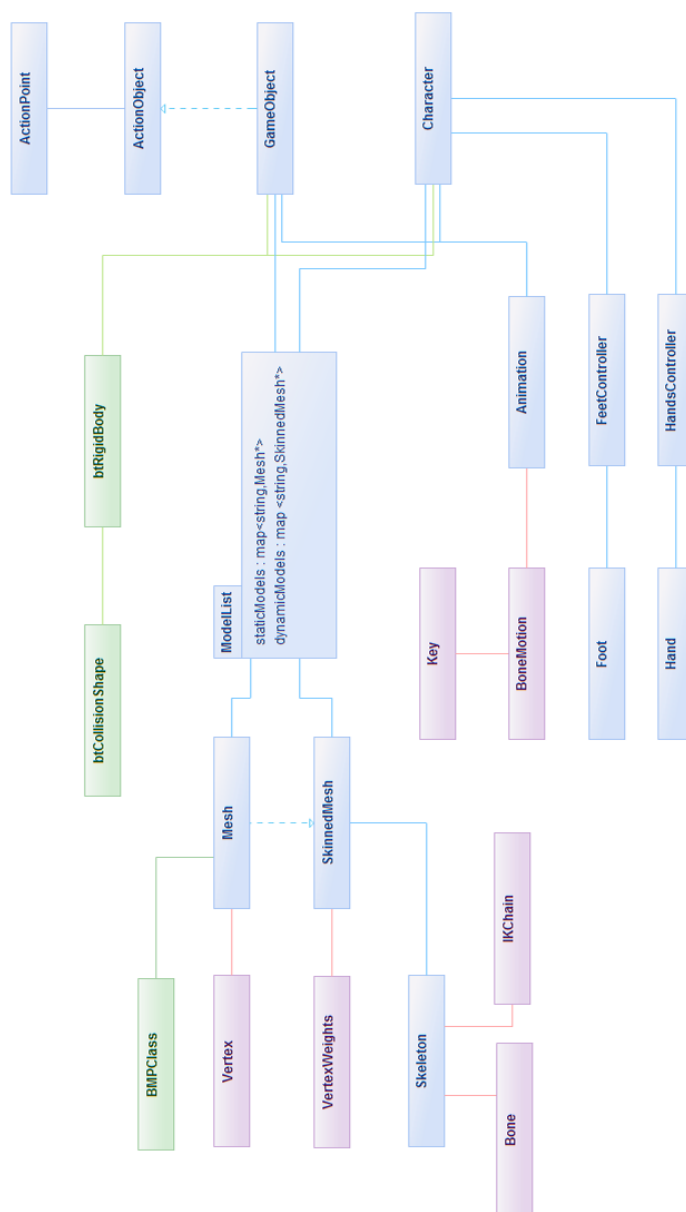 ActionPoint
ActionObject
GameObject
Character
btRigidBody
btCollisionShape
ModelList
staticModels : map<string,Mesh*>
dynamicModels : map <string,SkinnedMesh*>
Animation
FeetController
HandsController
Key
BoneMotion
Foot
Hand
Mesh
SkinnedMesh
BMPClass
Vertex
VertexWeights
Skeleton
IKChain
Bone